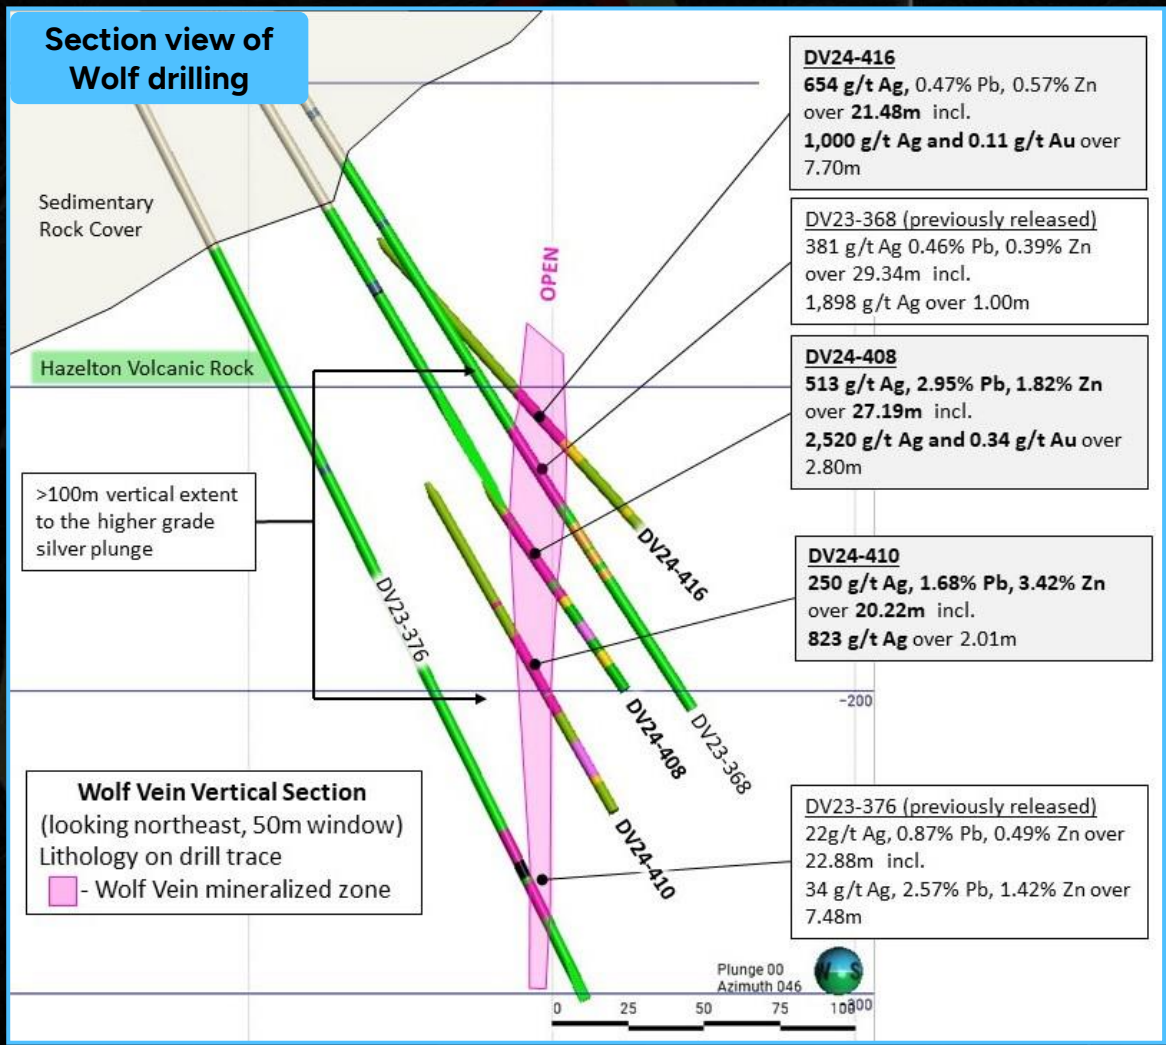 Section view of
Wolf drilling
DV24-416
654 g/t Ag, 0.47% Pb, 0.57% Zn
over 21.48m incl.
1,000 g/t Ag and 0.11 g/t Au over
7.70m
Sedimentary
Rock Cover
DV23-368 (previously released)
381 g/t Ag 0.46% Pb, 0.39% Zn
over 29.34m incl.
1,898 g/t Ag over 1.00m
OPEN
Hazelton Volcanic Rock
DV24-408
513 g/t Ag, 2.95% Pb, 1.82% Zn
over 27.19m incl.
2,520 g/t Ag and 0.34 g/t Au over
2.80m
>100m vertical extent
to the higher grade
silver plunge
DV24-416
DV24-410
250 g/t Ag, 1.68% Pb, 3.42% Zn
over 20.22m incl.
823 g/t Ag over 2.01m
DV23-376
-200
DV24-408
DV23-368
DV24-410
Wolf Vein Vertical Section
(looking northeast, 50m window)
Lithology on drill trace
- Wolf Vein mineralized zone
DV23-376 (previously released)
22g/t Ag, 0.87% Pb, 0.49% Zn over
22.88m incl.
34 g/t Ag, 2.57% Pb, 1.42% Zn over
7.48m
Plunge 00
Azimuth 046
W S
0 25 50 75 100
-300